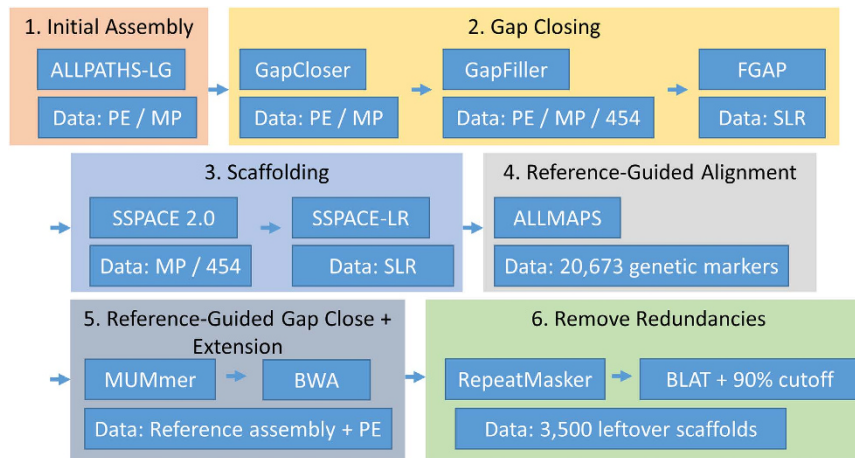 1. Initial Assembly
ALLPATHS-LG
Data: PE / MP
2. Gap Closing
GapCloser
Data: PE / MP
GapFiller
Data: PE / MP / 454
FGAP
Data: SLR
3. Scaffolding
SSPACE 2.0
Data: MP / 454
SSPACE-LR
Data: SLR
4. Reference-Guided Alignment
ALLMAPS
Data: 20,673 genetic markers
5. Reference-Guided Gap Close +
Extension
MUMmer
BWA
Data: Reference assembly + PE
6. Remove Redundancies
RepeatMasker
BLAT + 90% cutoff
Data: 3,500 leftover scaffolds